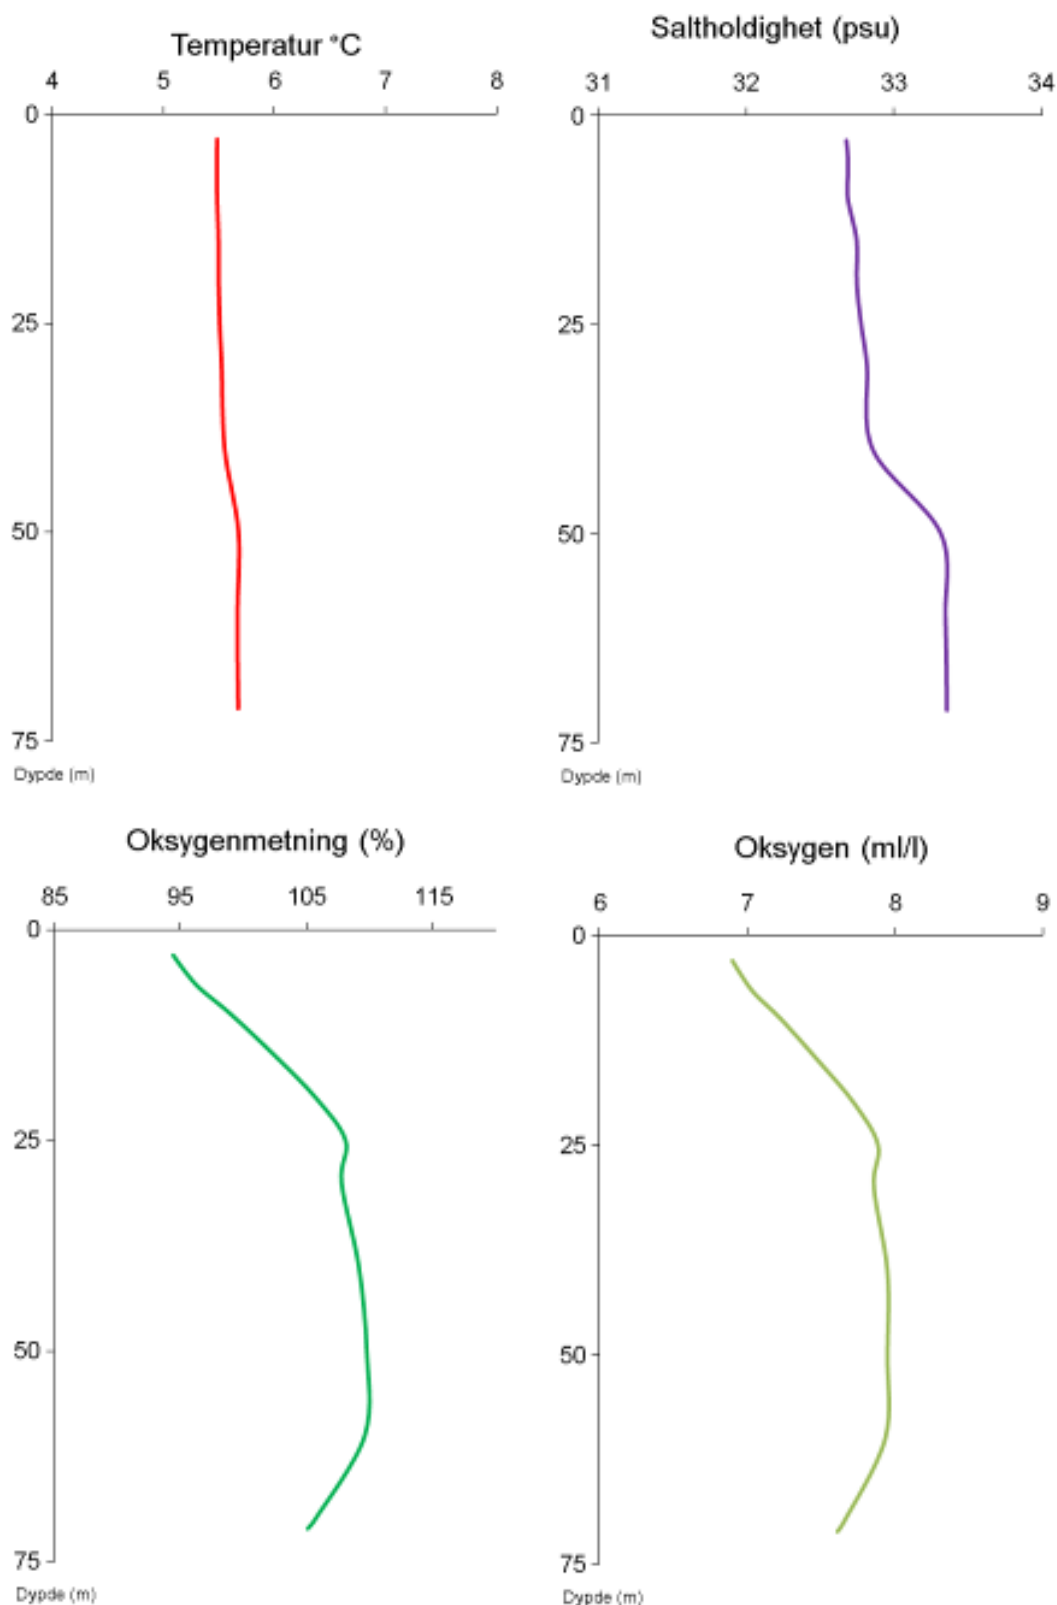 Temperatur °C
4 5 6 7 8
0
25
50
75
Dypde (m)
Saltholdighet (psu)
31 32 33 34
0
25
50
75
Dypde (m)
Oksygenmetning (%)
85 95 105 115
0
25
50
75
Dypde (m)
Oksygen (ml/l)
6 7 8 9
0
25
50
75
Dypde (m)